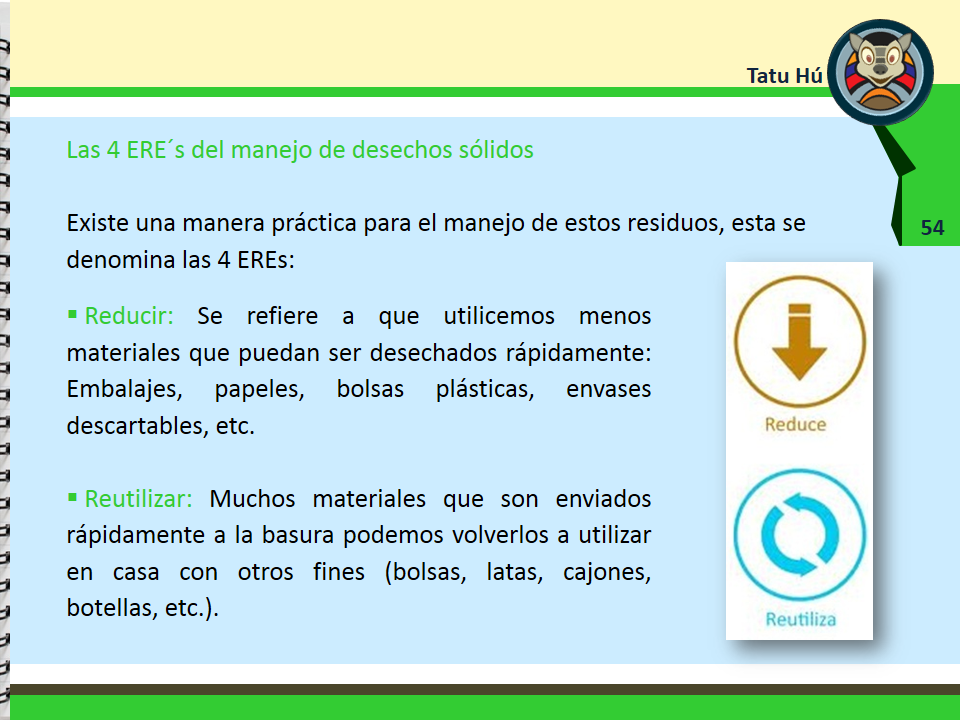 Tatu Hú
54
Las 4 ERE´s del manejo de desechos sólidos
Existe una manera práctica para el manejo de estos residuos, esta se
denomina las 4 EREs:
▪ Reducir: Se refiere a que utilicemos menos
materiales que puedan ser desechados rápidamente:
Embalajes, papeles, bolsas plásticas, envases
descartables, etc.
▪ Reutilizar: Muchos materiales que son enviados
rápidamente a la basura podemos volverlos a utilizar
en casa con otros fines (bolsas, latas, cajones,
botellas, etc.).
Reduce
Reutiliza